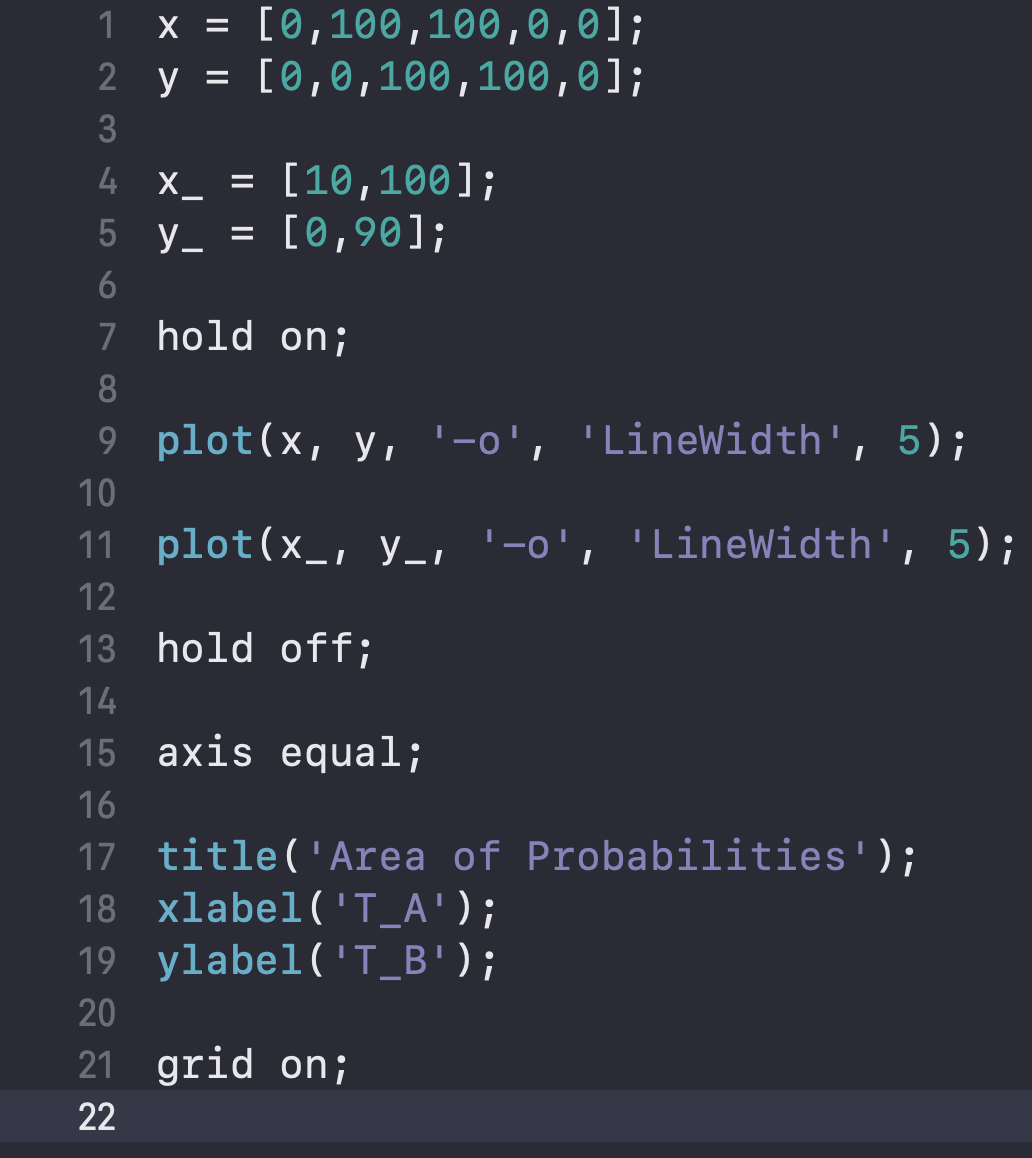 1 x = [0,100,100,0,0];
2 y = [0,0,100,100,0];
3
4 x_ = [10,100];
5 y_ = [0,90];
6
7 hold on;
8
9 plot(x, y, '-o', 'LineWidth', 5);
10
11 plot(x_, y_, '-o', 'LineWidth', 5);
12
13 hold off;
14
15 axis equal;
16
17 title('Area of Probabilities');
18 xlabel('T_A');
19 ylabel('T_B');
20
21 grid on;
22